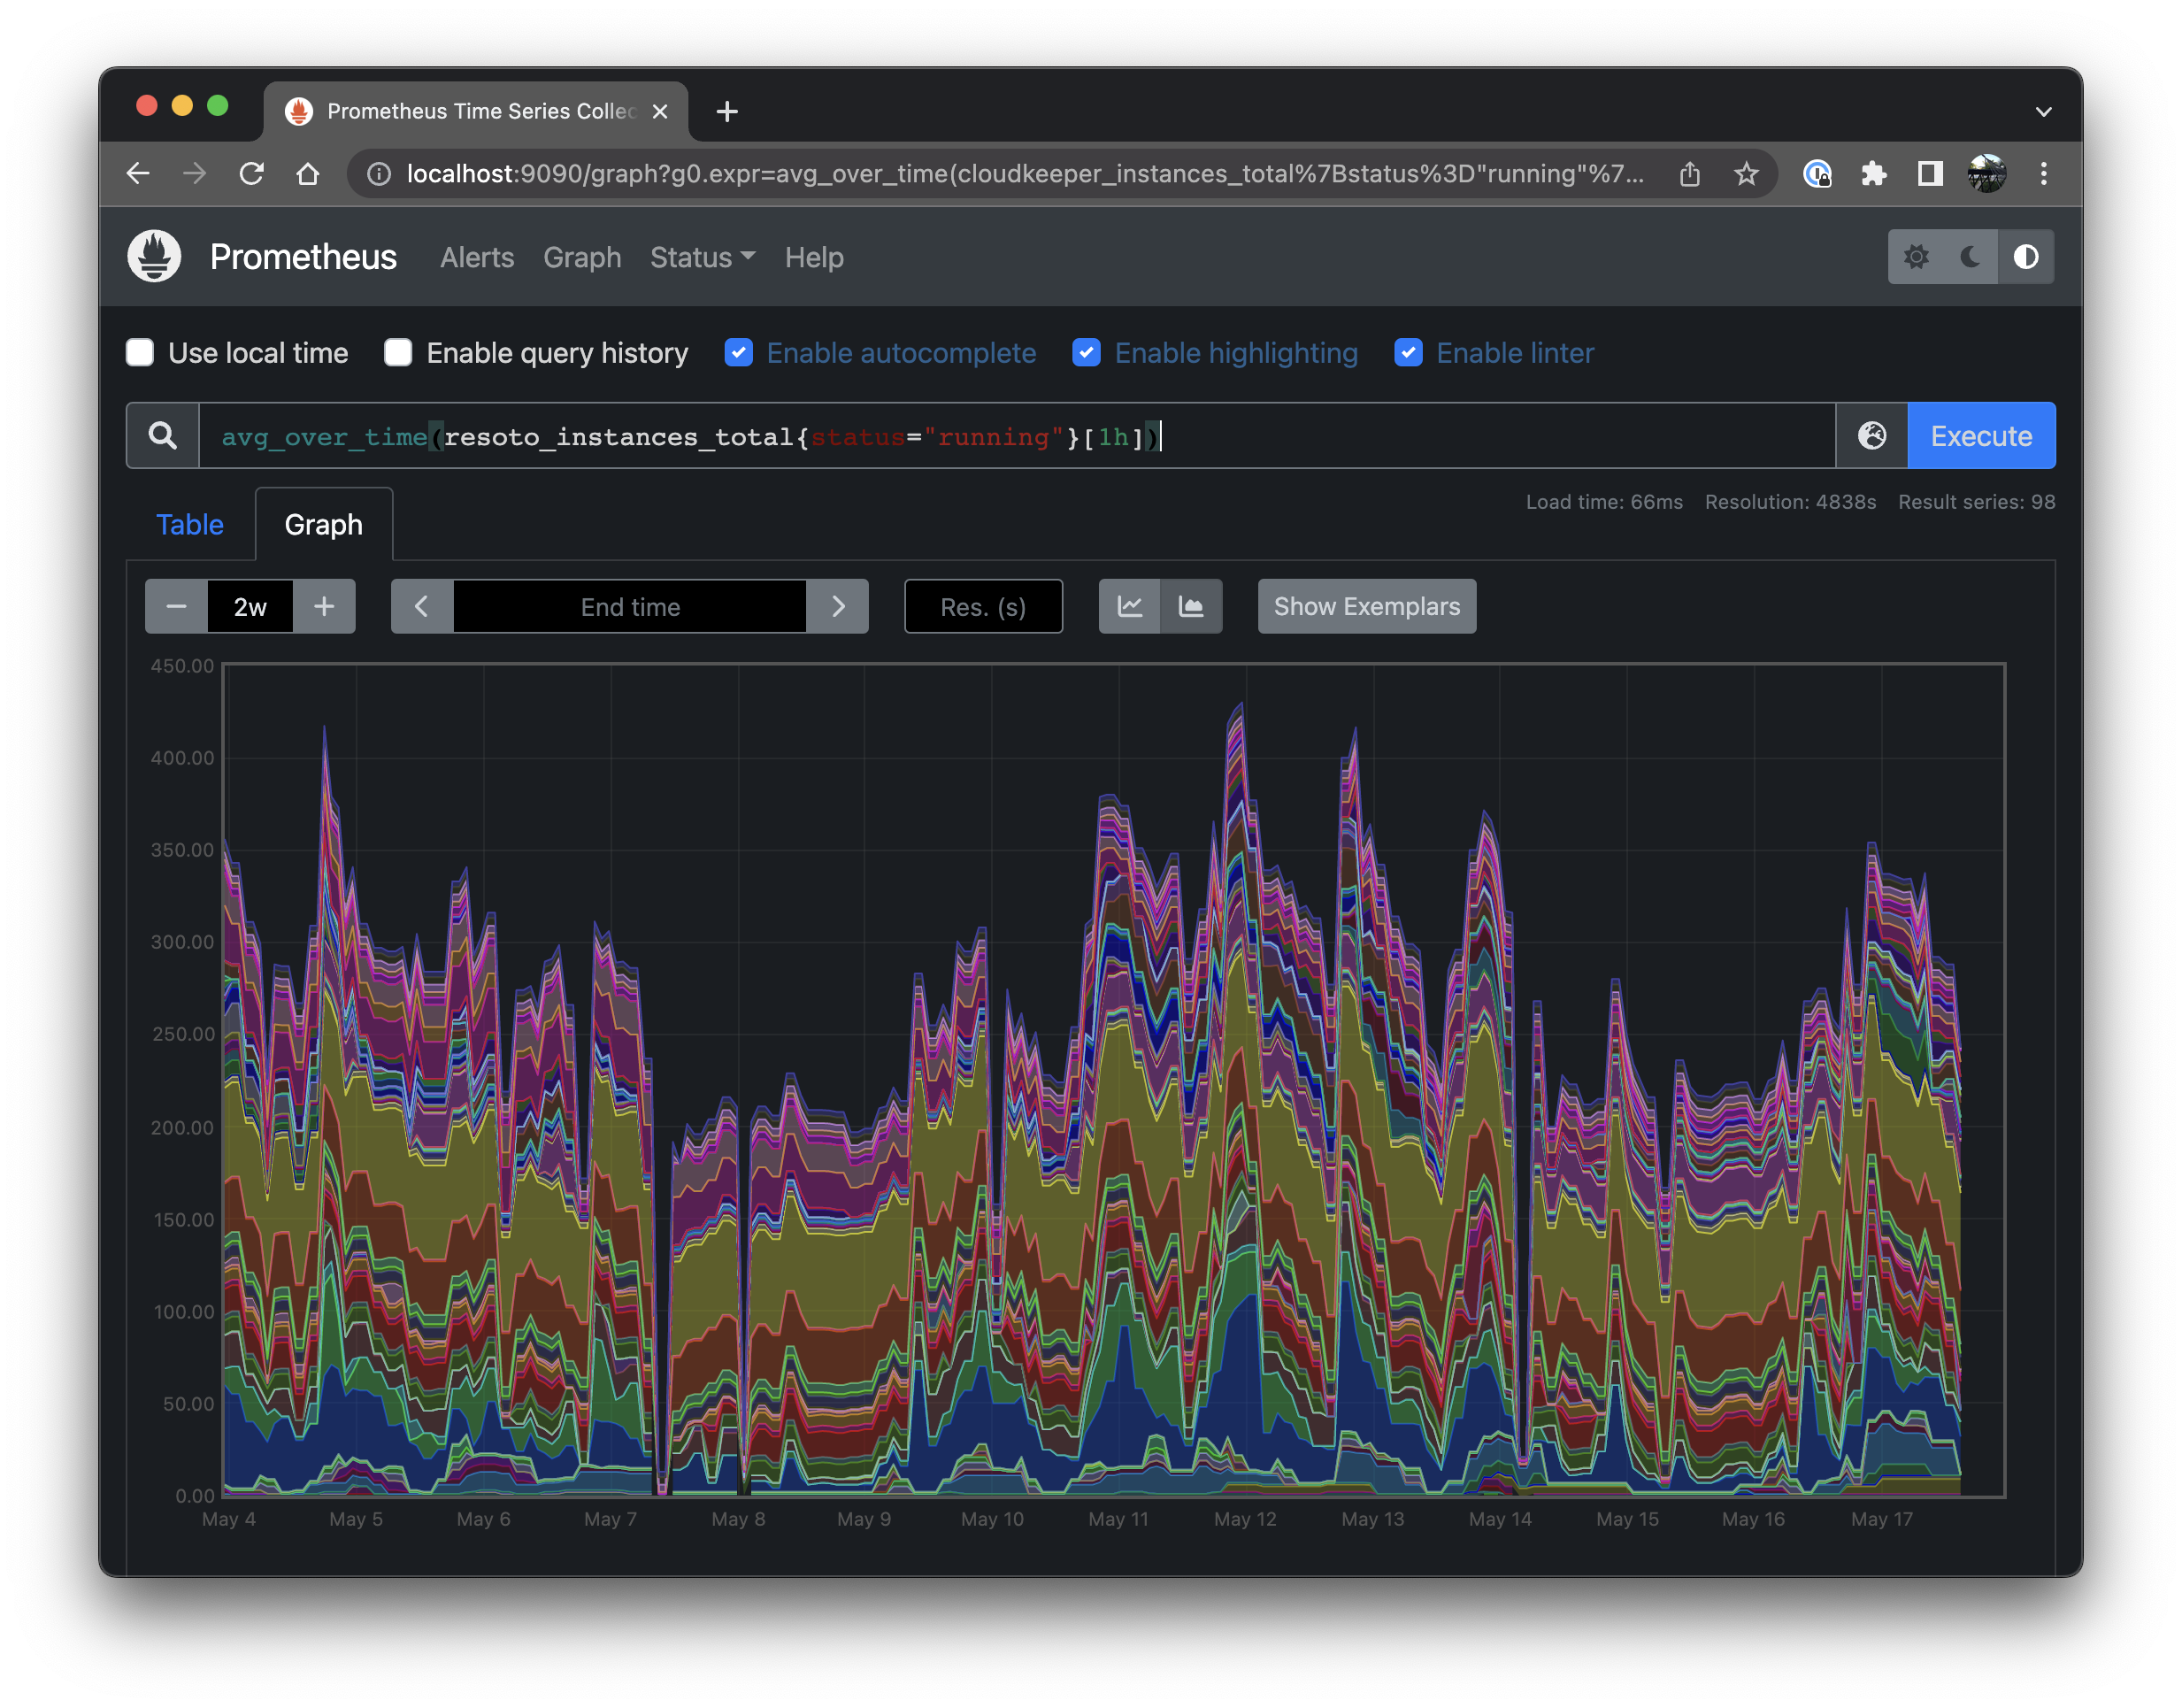 Prometheus Time Series Collec
localhost:9090/graph?g0.expr=avg_over_time(cloudkeeper_instances_total%7Bstatus%3D"running"%7...
Prometheus Alerts Graph Status Help
Use local time Enable query history Enable autocomplete Enable highlighting Enable linter
avg_over_time(resoto_instances_total{status="running"}[1h]) Execute
Load time: 66ms Resolution: 4838s Result series: 98
Table Graph
2w End time Res. (s) Show Exemplars
450.00
400.00
350.00
300.00
250.00
200.00
150.00
100.00
50.00
0.00
May 4 May 5 May 6 May 7 May 8 May 9 May 10 May 11 May 12 May 13 May 14 May 15 May 16 May 17